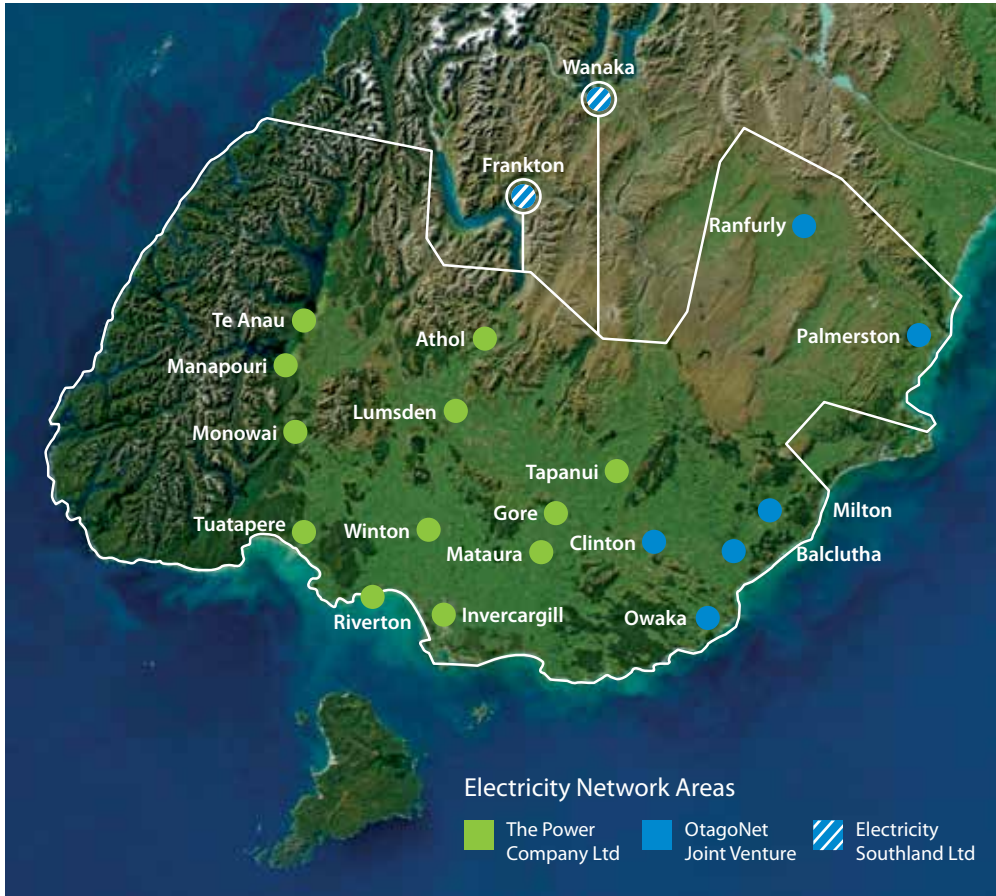 Wanaka
Frankton
Ranfurly
Te Anau
Athol
Palmerston
Manapouri
Lumsden
Monowai
Tapanui
Gore
Milton
Tuatapere
Winton
Clinton
Mataura
Balclutha
Riverton
Invercargill
Owaka
Electricity Network Areas
The Power
Company Ltd
OtagoNet
Joint Venture
Electricity
Southland Ltd